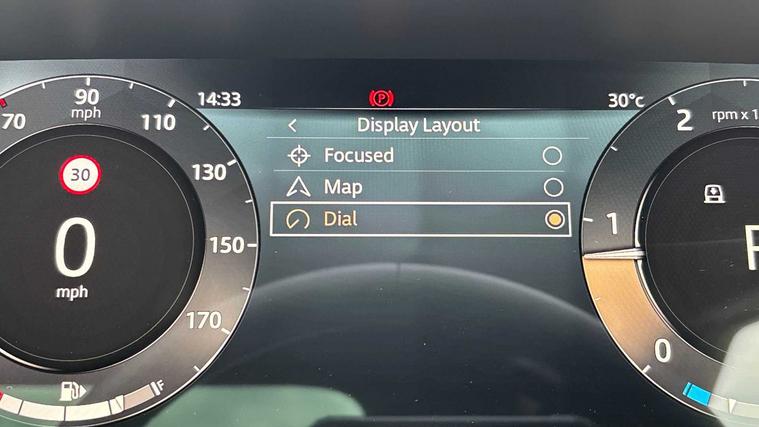 14:33
P
30°c
Display Layout
Focused
Map
Dial
70
90
mph
110
130
150
170
30
0
mph
F
2
rpm x 1
1
0